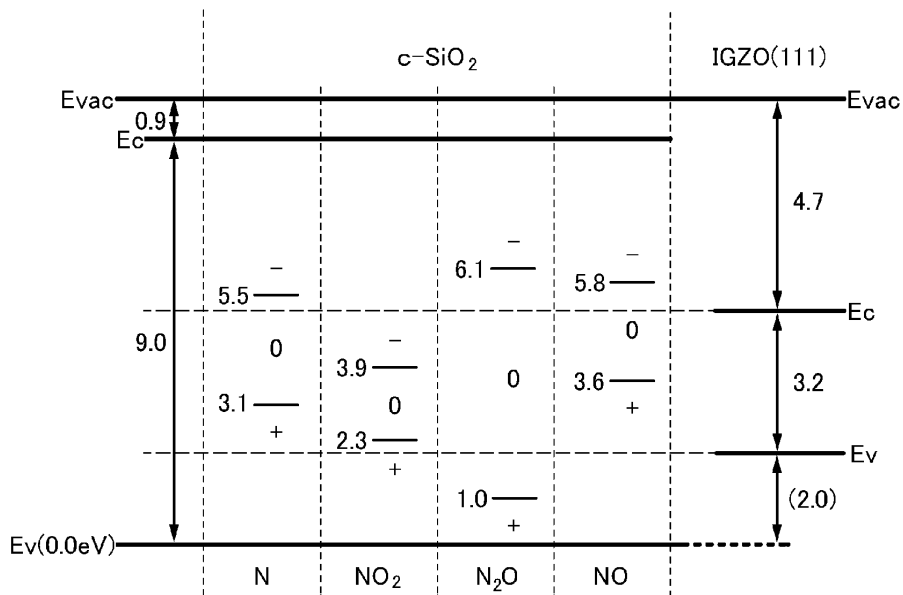 c-SiO₂ IGZO(111)
Evac Evac
0.9
Ec
4.7
− −
6.1 5.8
−
5.5
Ec
9.0 0 0
− 3.9
0 3.6 3.2
3.1 0
+ +
2.3
+ Ev
1.0 (2.0)
+
Ev(0.0eV)
N NO₂ N₂O NO